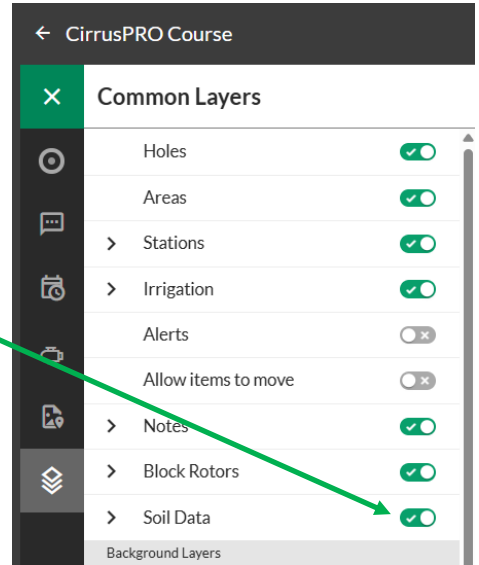 CirrusPRO Course
Common Layers
Holes
Areas
Stations
Irrigation
Alerts
Allow items to move
Notes
Block Rotors
Soil Data
Background Layers